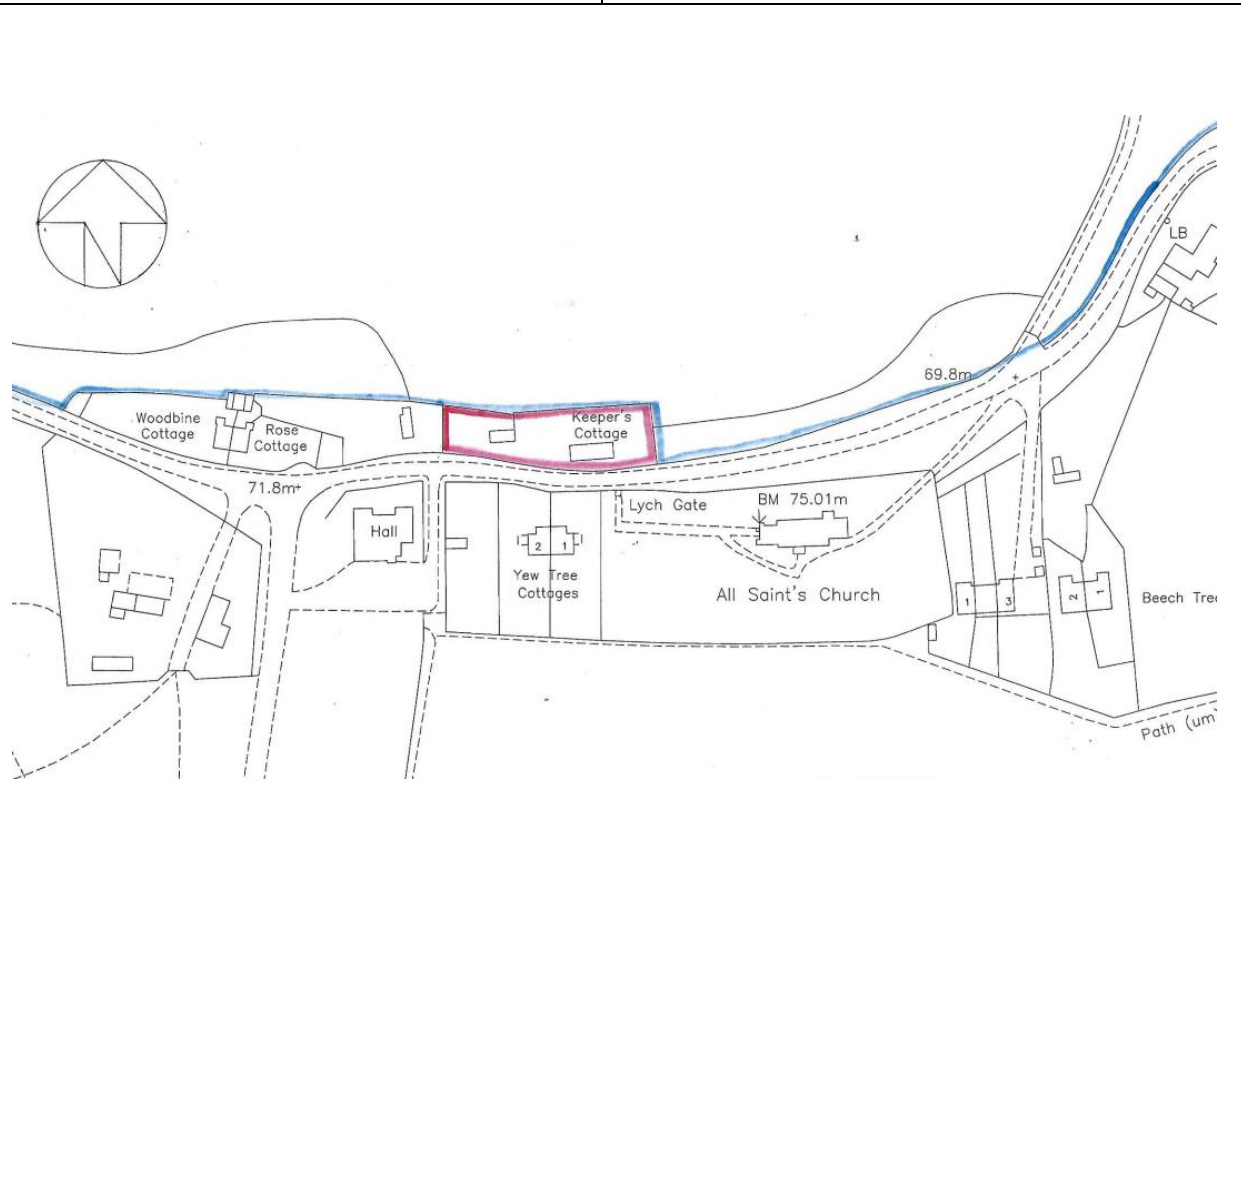 LB
69.8m
Woodbine
Cottage
Rose
Cottage
Keeper's
Cottage
71.8m
Hall
Lych Gate
BM 75.01m
2
1
Yew Tree
Cottages
All Saint's Church
1
3
2
1
Beech Tree
Path (um)